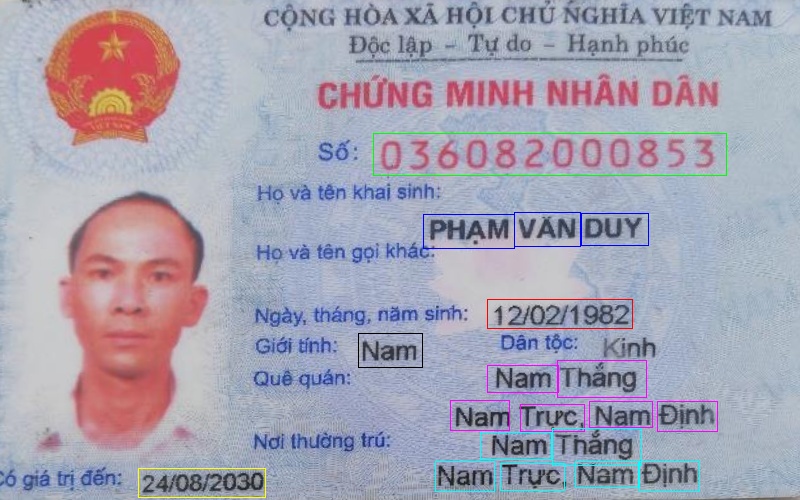 CỘNG HÒA XÃ HỘI CHỦ NGHĨA VIỆT NAM
Độc lập - Tự do - Hạnh phúc
CHỨNG MINH NHÂN DÂN
Số: 036082000853
Họ và tên khai sinh:
PHẠM VĂN DUY
Họ và tên gọi khác:
Ngày, tháng, năm sinh: 12/02/1982
Giới tính: Nam Dân tộc: Kinh
Quê quán: Nam Thắng
Nam Trực, Nam Định
Nơi thường trú: Nam Thắng
Nam Trực, Nam Định
Có giá trị đến: 24/08/2030